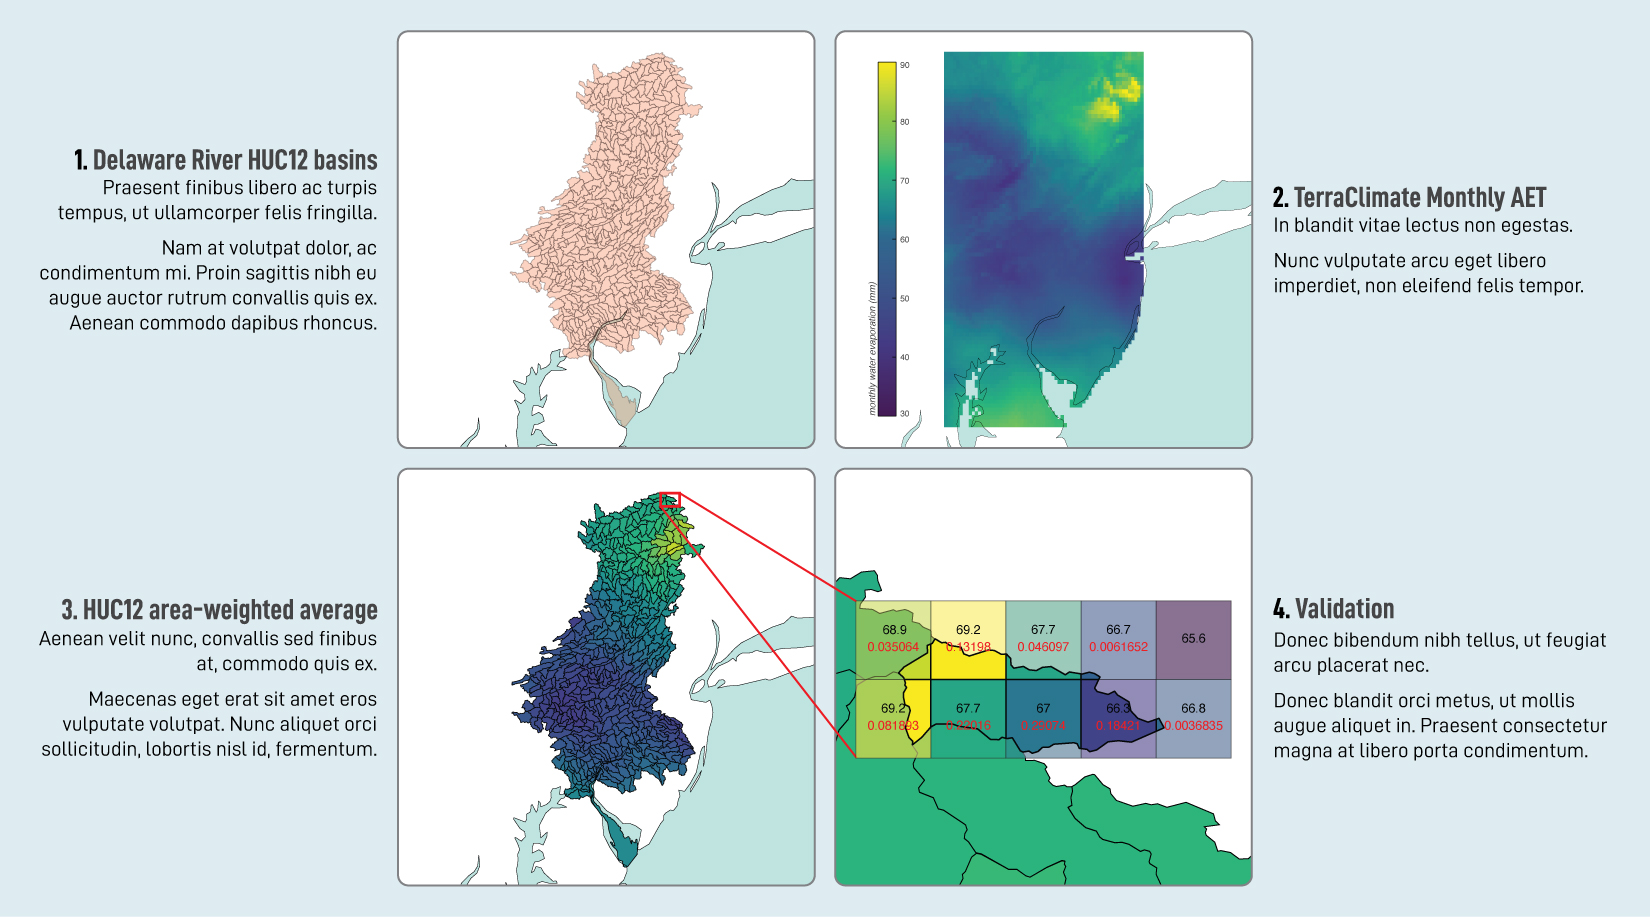 1. Delaware River HUC12 basins
Praesent finibus libero ac turpis
tempus, ut ullamcorper felis fringilla.
Nam at volutpat dolor, ac
condimentum mi. Proin sagittis nibh eu
augue auctor rutrum convallis quis ex.
Aenean commodo dapibus rhoncus.
90
80
70
60
50
40
30
monthly water evaporation (mm)
2. TerraClimate Monthly AET
In blandit vitae lectus non egestas.
Nunc vulputate arcu eget libero
imperdiet, non eleifend felis tempor.
3. HUC12 area-weighted average
Aenean velit nunc, convallis sed finibus
at, commodo quis ex.
Maecenas eget erat sit amet eros
vulputate volutpat. Nunc aliquet orci
sollicitudin, lobortis nisl id, fermentum.
68.9 69.2 67.7 66.7 65.6
0.035064 0.13198 0.046097 0.0061652
69.2 67.7 67 66.3 66.8
0.081893 0.18421 0.0036835
4. Validation
Donec bibendum nibh tellus, ut feugiat
arcu placerat nec.
Donec blandit orci metus, ut mollis
augue aliquet in. Praesent consectetur
magna at libero porta condimentum.